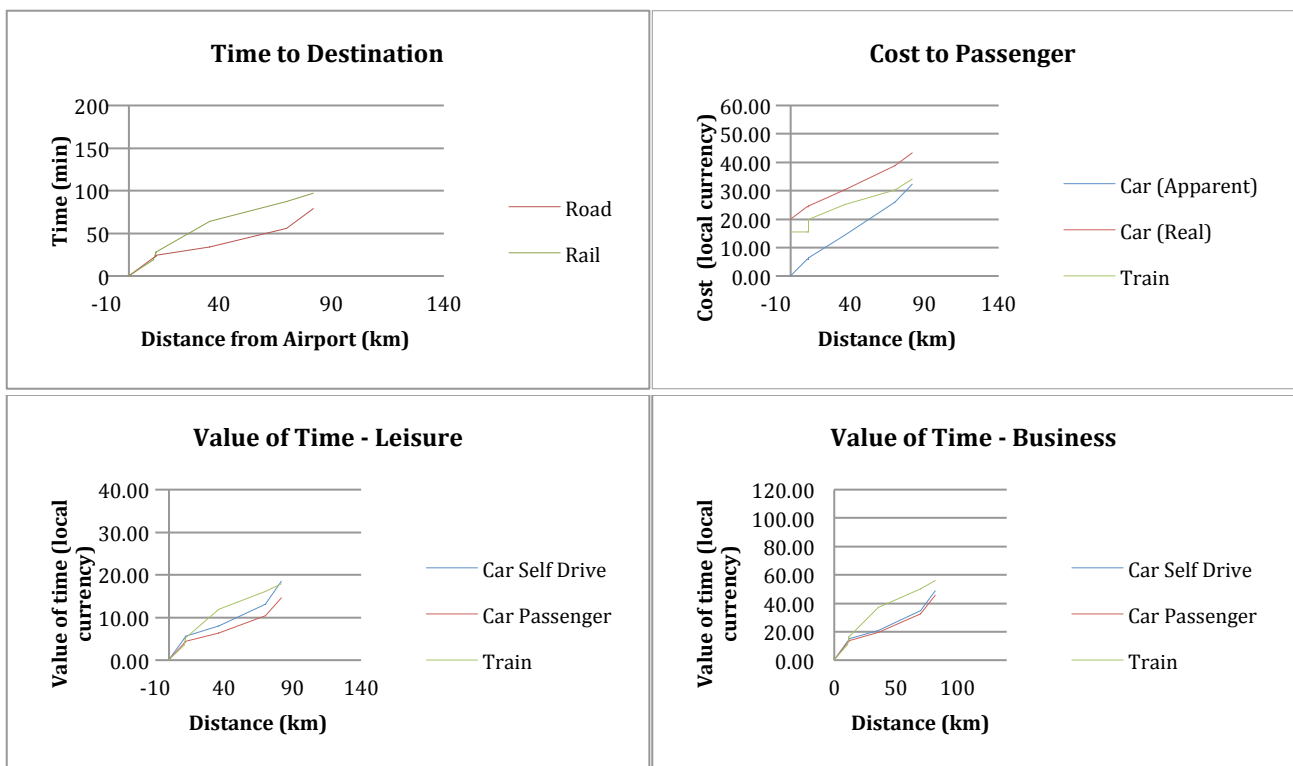 Time to Destination
200
150
100
50
0
-10 40 90 140
Time (min)
Distance from Airport (km)
Road
Rail
Cost to Passenger
60.00
50.00
40.00
30.00
20.00
10.00
0.00
-10 40 90 140
Cost (local currency)
Distance (km)
Car (Apparent)
Car (Real)
Train
Value of Time - Leisure
40.00
30.00
20.00
10.00
0.00
-10 40 90 140
Value of time (local
currency)
Distance (km)
Car Self Drive
Car Passenger
Train
Value of Time - Business
120.00
100.00
80.00
60.00
40.00
20.00
0.00
0 50 100
Value of time (local
currency)
Distance (km)
Car Self Drive
Car Passenger
Train